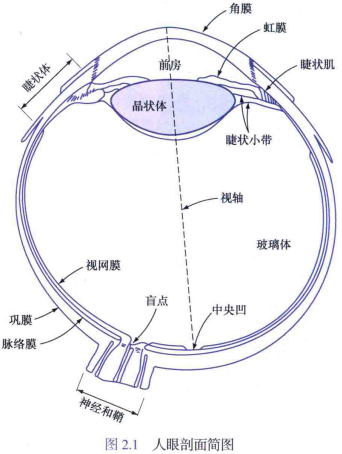 角膜
虹膜
前房
睫状肌
睫状体
晶状体
睫状小带
视轴
玻璃体
视网膜
盲点
中央凹
巩膜
脉络膜
神经和鞘
图 2.1 人眼剖面简图